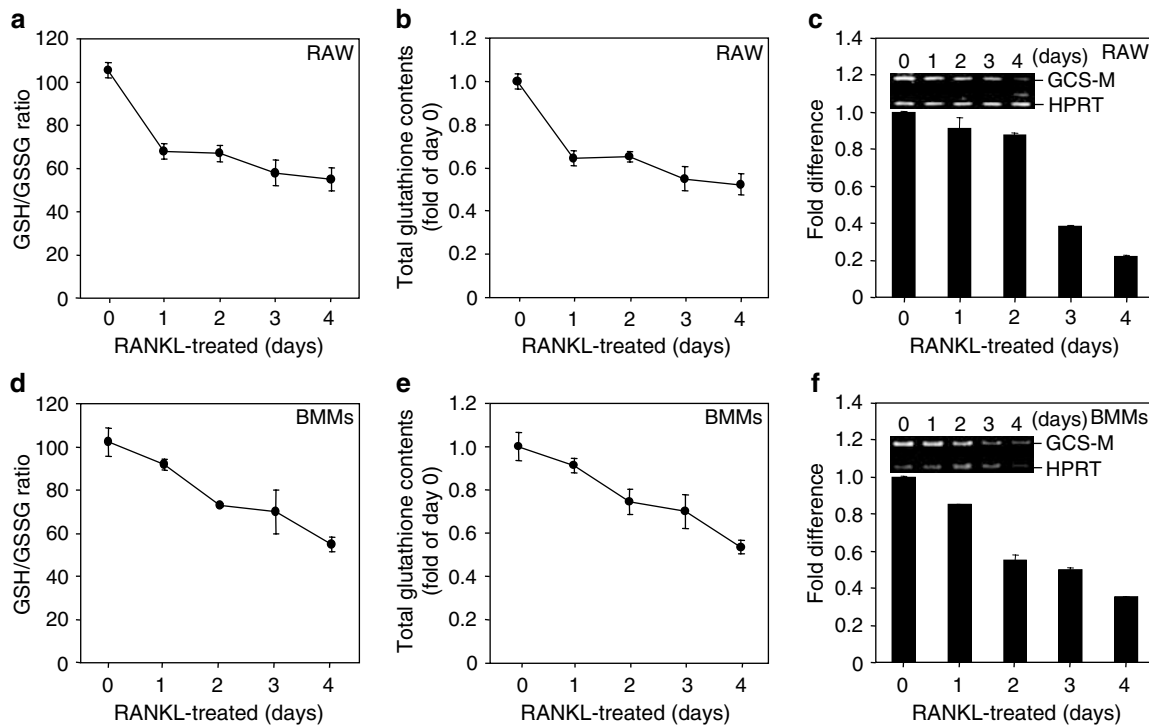 a
RAW
GSH/GSSG ratio
120
100
80
60
40
20
0
0 1 2 3 4
RANKL-treated (days)
b
RAW
Total glutathione contents
(fold of day 0)
1.2
1.0
0.8
0.6
0.4
0.2
0.0
0 1 2 3 4
RANKL-treated (days)
c
RAW
0 1 2 3 4 (days)
GCS-M
HPRT
Fold difference
1.4
1.2
1.0
0.8
0.6
0.4
0.2
0
0 1 2 3 4
RANKL-treated (days)
d
BMMs
GSH/GSSG ratio
120
100
80
60
40
20
0
0 1 2 3 4
RANKL-treated (days)
e
BMMs
Total glutathione contents
(fold of day 0)
1.2
1.0
0.8
0.6
0.4
0.2
0.0
0 1 2 3 4
RANKL-treated (days)
f
BMMs
0 1 2 3 4 (days)
GCS-M
HPRT
Fold difference
1.4
1.2
1.0
0.8
0.6
0.4
0.2
0
0 1 2 3 4
RANKL-treated (days)